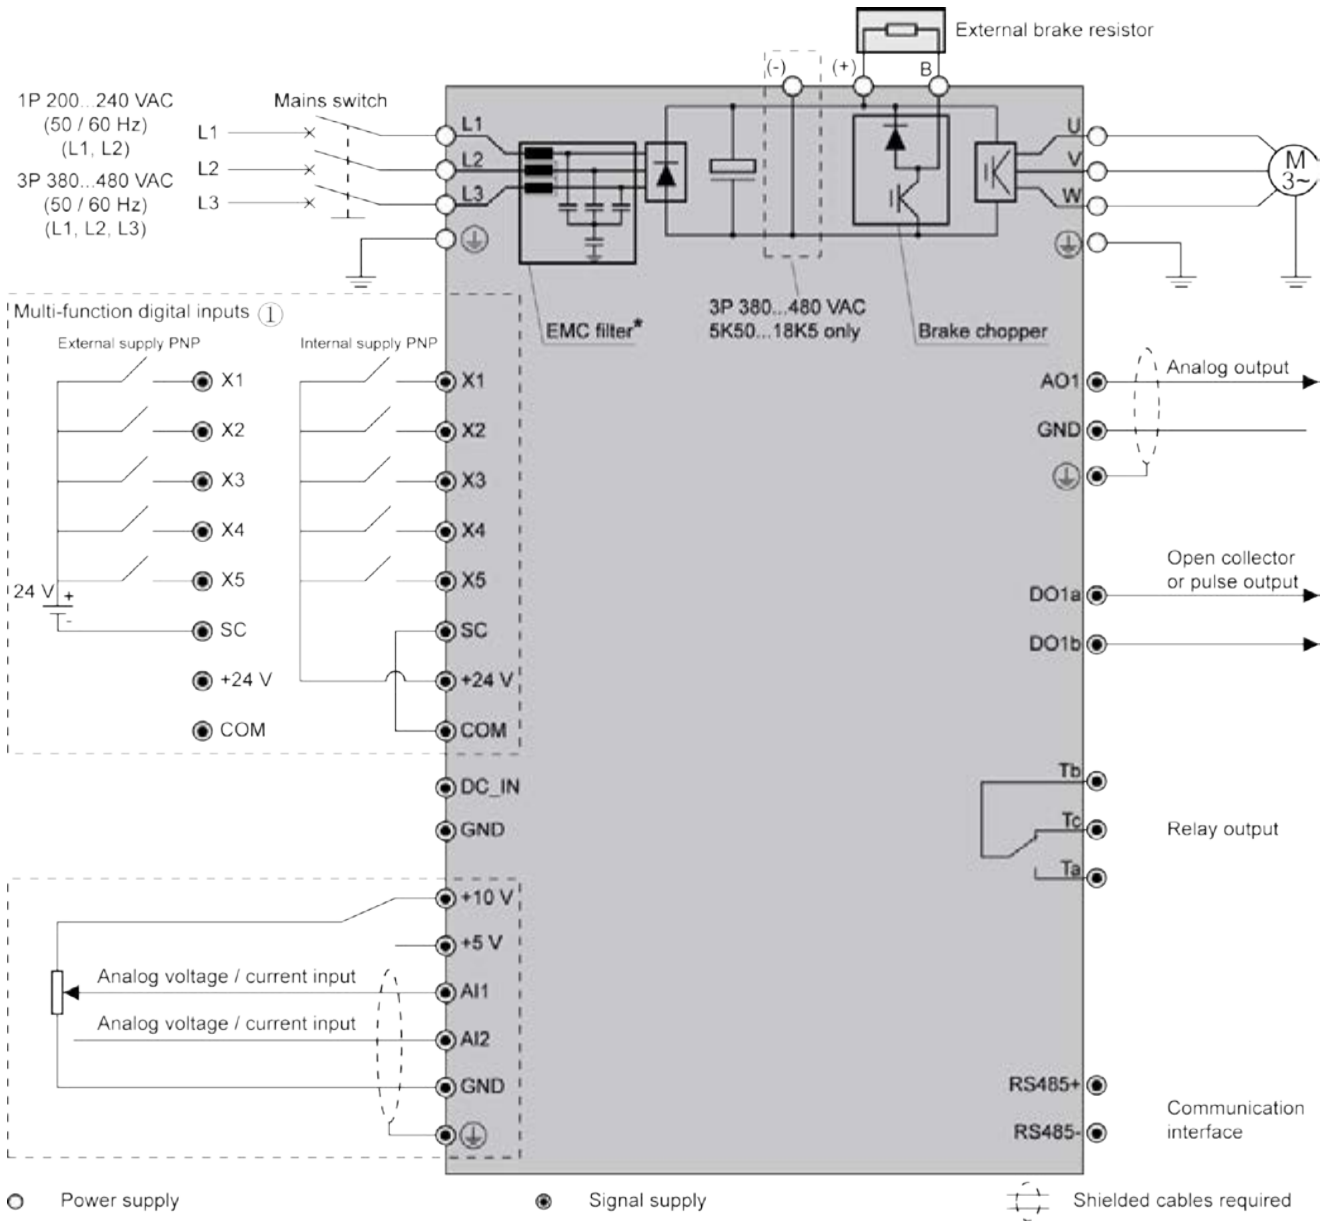 External brake resistor
(-)
(+)
B
1P 200...240 VAC
(50 / 60 Hz)
(L1, L2)
3P 380...480 VAC
(50 / 60 Hz)
(L1, L2, L3)
Mains switch
L1
L2
L3
L1
L2
L3
U
V
W
M
3~
EMC filter*
3P 380...480 VAC
5K50...18K5 only
Brake chopper
Multi-function digital inputs ①
External supply PNP
Internal supply PNP
X1
X2
X3
X4
X5
24 V
+
-
SC
+24 V
COM
X1
X2
X3
X4
X5
SC
+24 V
COM
DC_IN
GND
+10 V
+5 V
Analog voltage / current input
AI1
Analog voltage / current input
AI2
GND
AO1
Analog output
GND
Open collector
or pulse output
DO1a
DO1b
Tb
Tc
Relay output
Ta
RS485+
RS485-
Communication
interface
Power supply
Signal supply
Shielded cables required